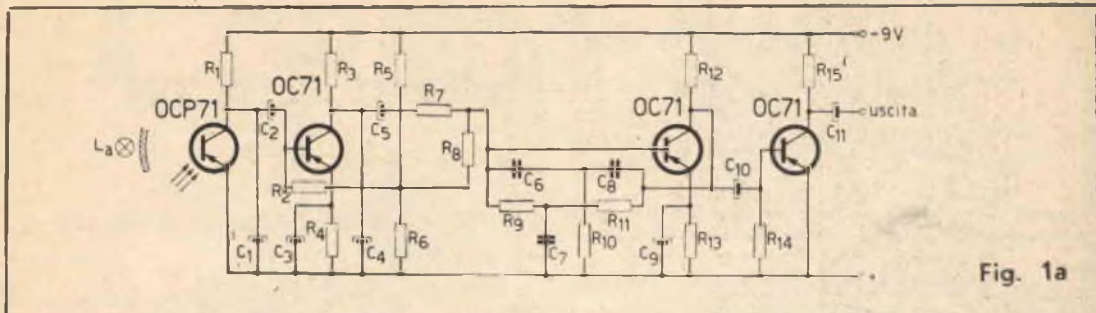 -9V
R1
R3
R5
R12
R15
OCP71
OC71
OC71
OC71
R7
C2
C5
C11
uscita
La
R8
C10
C6
C8
R2
R9
R11
R4
R6
R10
R13
R14
C1
C3
C4
C7
C9
+
Fig. 1a